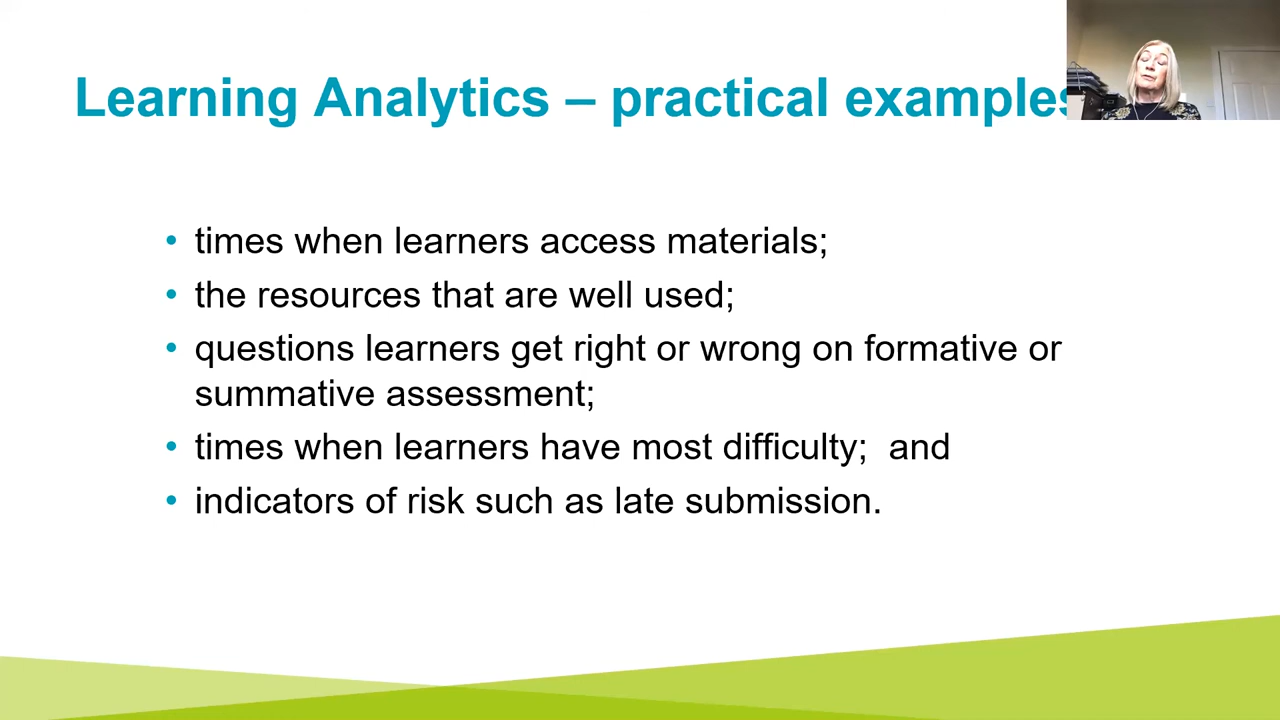 Learning Analytics – practical examples
• times when learners access materials;
• the resources that are well used;
• questions learners get right or wrong on formative or
summative assessment;
• times when learners have most difficulty;  and
• indicators of risk such as late submission.